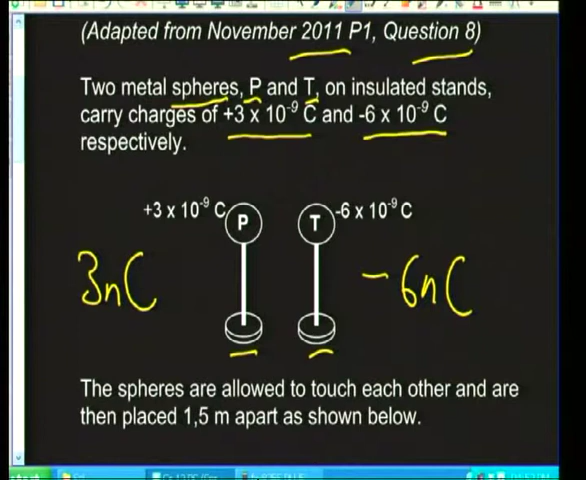 (Adapted from November 2011 P1, Question 8)
Two metal spheres, P and T, on insulated stands,
carry charges of +3 x 10⁻⁹ C and -6 x 10⁻⁹ C
respectively.
+3 x 10⁻⁹ C P T -6 x 10⁻⁹ C
3nC -6nC
The spheres are allowed to touch each other and are
then placed 1,5 m apart as shown below.